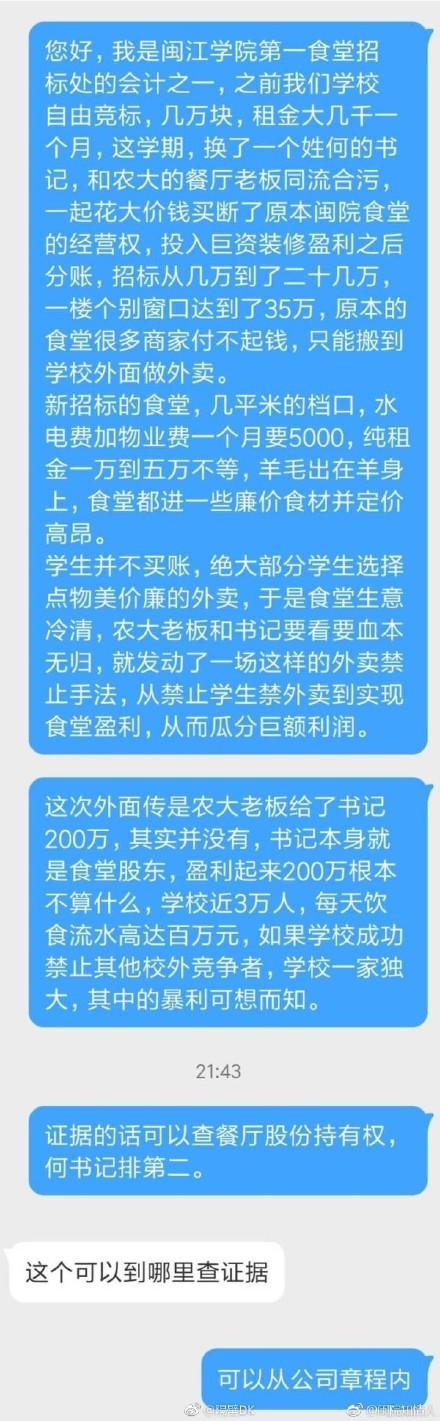 您好，我是闽江学院第一食堂招
标处的会计之一，之前我们学校
自由竞标，几万块，租金大几千一
个月，这学期，换了一个姓何的书
记，和农大的餐厅老板同流合污，
一起花大价钱买断了原本闽院食堂
的经营权，投入巨资装修盈利之后
分账，招标从几万到了二十几万，
一楼个别窗口达到了35万，原本的
食堂很多商家付不起钱，只能搬到
学校外面做外卖。
新招标的食堂，几平米的档口，水
电费加物业费一个月要5000，纯租
金一万到五万不等，羊毛出在羊身
上，食堂都进一些廉价食材并定价
高昂。
学生并不买账，绝大部分学生选择
点物美价廉的外卖，于是食堂生意
冷清，农大老板和书记要看要血本
无归，就发动了一场这样的外卖禁
止手法，从禁止学生禁外卖到实现
食堂盈利，从而瓜分巨额利润。
这次外面传是农大老板给了书记
200万，其实并没有，书记本身就
是食堂股东，盈利起来200万根本
不算什么，学校近3万人，每天饮
食流水高达百万元，如果学校成功
禁止其他校外竞争者，学校一家独
大，其中的暴利可想而知。
21:43
证据的话可以查餐厅股份持有权，
何书记排第二。
这个可以到哪里查证据
可以从公司章程内